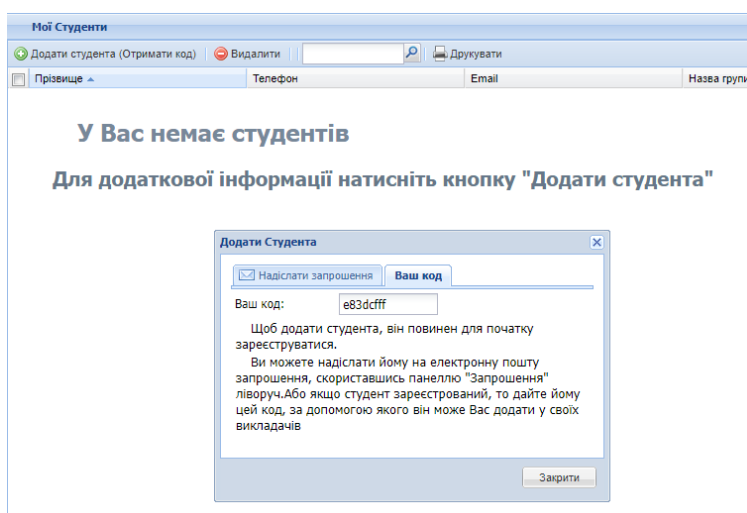 Мої Студенти
Додати студента (Отримати код) Видалити Друкувати
Прізвище Телефон Email Назва групи
У Вас немає студентів
Для додаткової інформації натисніть кнопку "Додати студента"
Додати Студента
Надіслати запрошення Ваш код
Ваш код: e83dcfff
Щоб додати студента, він повинен для початку
зареєструватися.
Ви можете надіслати йому на електронну пошту
запрошення, скориставшись панеллю "Запрошення"
ліворуч.Або якщо студент зареєстрований, то дайте йому
цей код, за допомогою якого він може Вас додати у своїх
викладачів
Закрити